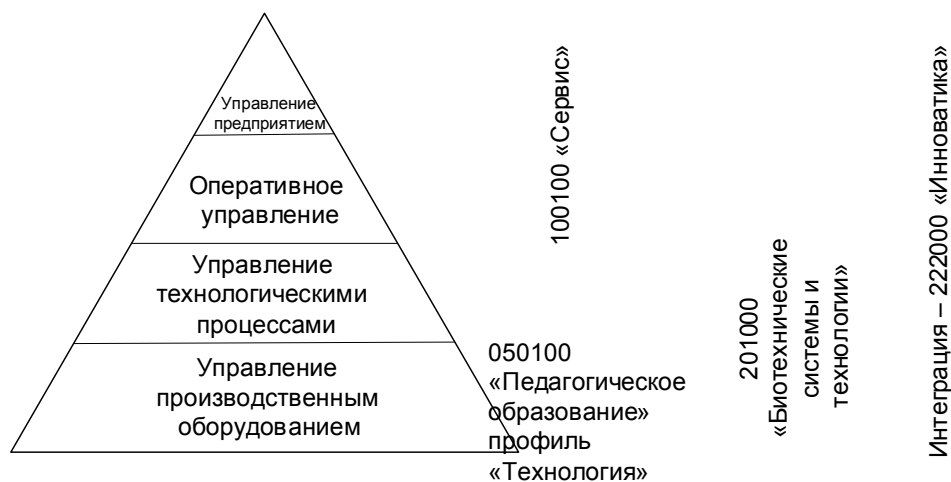 Управление
предприятием
Оперативное
управление
Управление
технологическими
процессами
Управление
производственным
оборудованием
050100
«Педагогическое
образование»
профиль
«Технология»
100100 «Сервис»
201000
«Биотехнические
системы и
технологии»
Интеграция – 222000 «Инноватика»